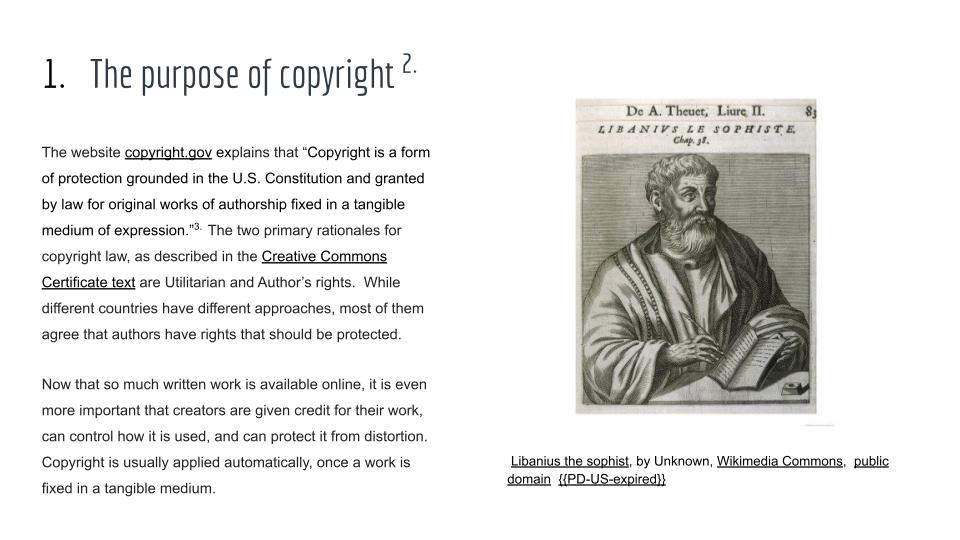 1. The purpose of copyright 2.
The website copyright.gov explains that “Copyright is a form
of protection grounded in the U.S. Constitution and granted
by law for original works of authorship fixed in a tangible
medium of expression.”3. The two primary rationales for
copyright law, as described in the Creative Commons
Certificate text are Utilitarian and Author’s rights. While
different countries have different approaches, most of them
agree that authors have rights that should be protected.
Now that so much written work is available online, it is even
more important that creators are given credit for their work,
can control how it is used, and can protect it from distortion.
Copyright is usually applied automatically, once a work is
fixed in a tangible medium.
De A. Theuet, Liure II. 83
LIBANIVS LE SOPHISTE.
Chap. 38.
Libanius the sophist, by Unknown, Wikimedia Commons, public
domain {{PD-US-expired}}